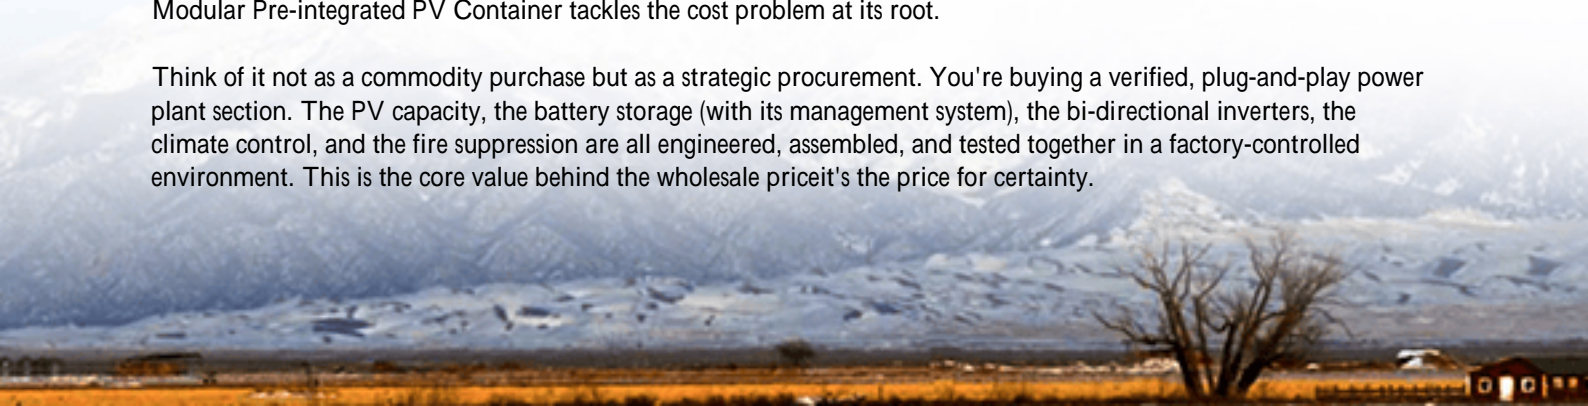 Modular Pre-integrated PV Container tackles the cost problem at its root.
Think of it not as a commodity purchase but as a strategic procurement. You're buying a verified, plug-and-play power
plant section. The PV capacity, the battery storage (with its management system), the bi-directional inverters, the
climate control, and the fire suppression are all engineered, assembled, and tested together in a factory-controlled
environment. This is the core value behind the wholesale priceit's the price for certainty.